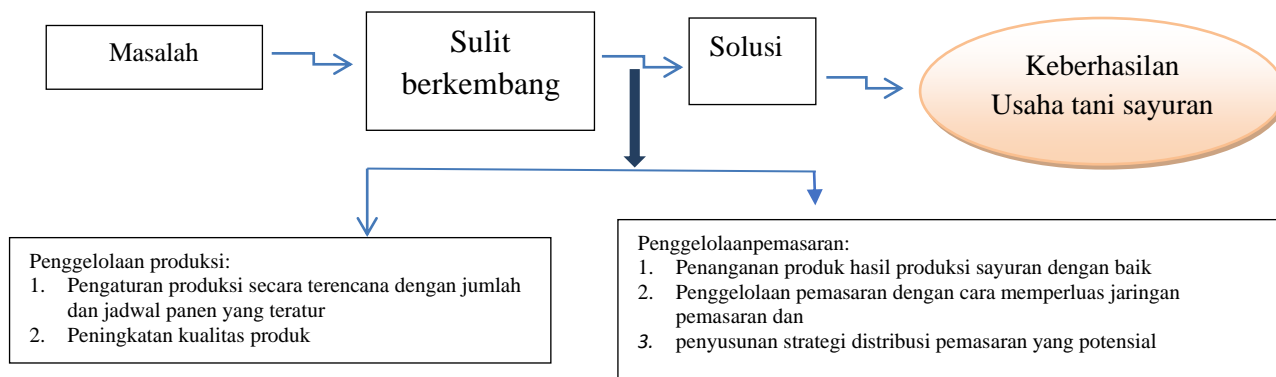 Masalah
Sulit
berkembang
Solusi
Keberhasilan
Usaha tani sayuran
Penggelolaan produksi:
1. Pengaturan produksi secara terencana dengan jumlah
dan jadwal panen yang teratur
2. Peningkatan kualitas produk
Penggelolaanpemasaran:
1. Penanganan produk hasil produksi sayuran dengan baik
2. Penggelolaan pemasaran dengan cara memperluas jaringan
pemasaran dan
3. penyusunan strategi distribusi pemasaran yang potensial